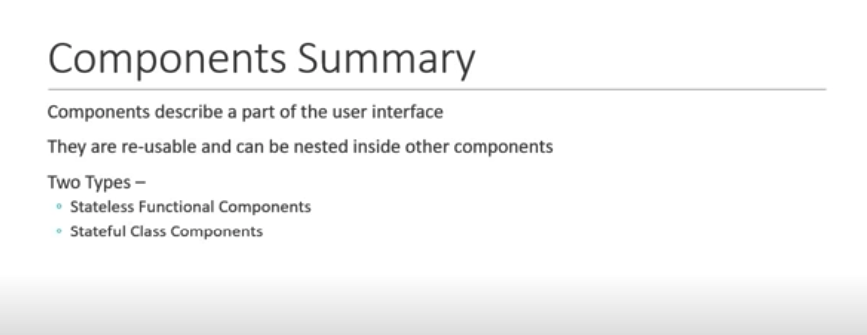 Components Summary
Components describe a part of the user interface
They are re-usable and can be nested inside other components
Two Types –
Stateless Functional Components
Stateful Class Components